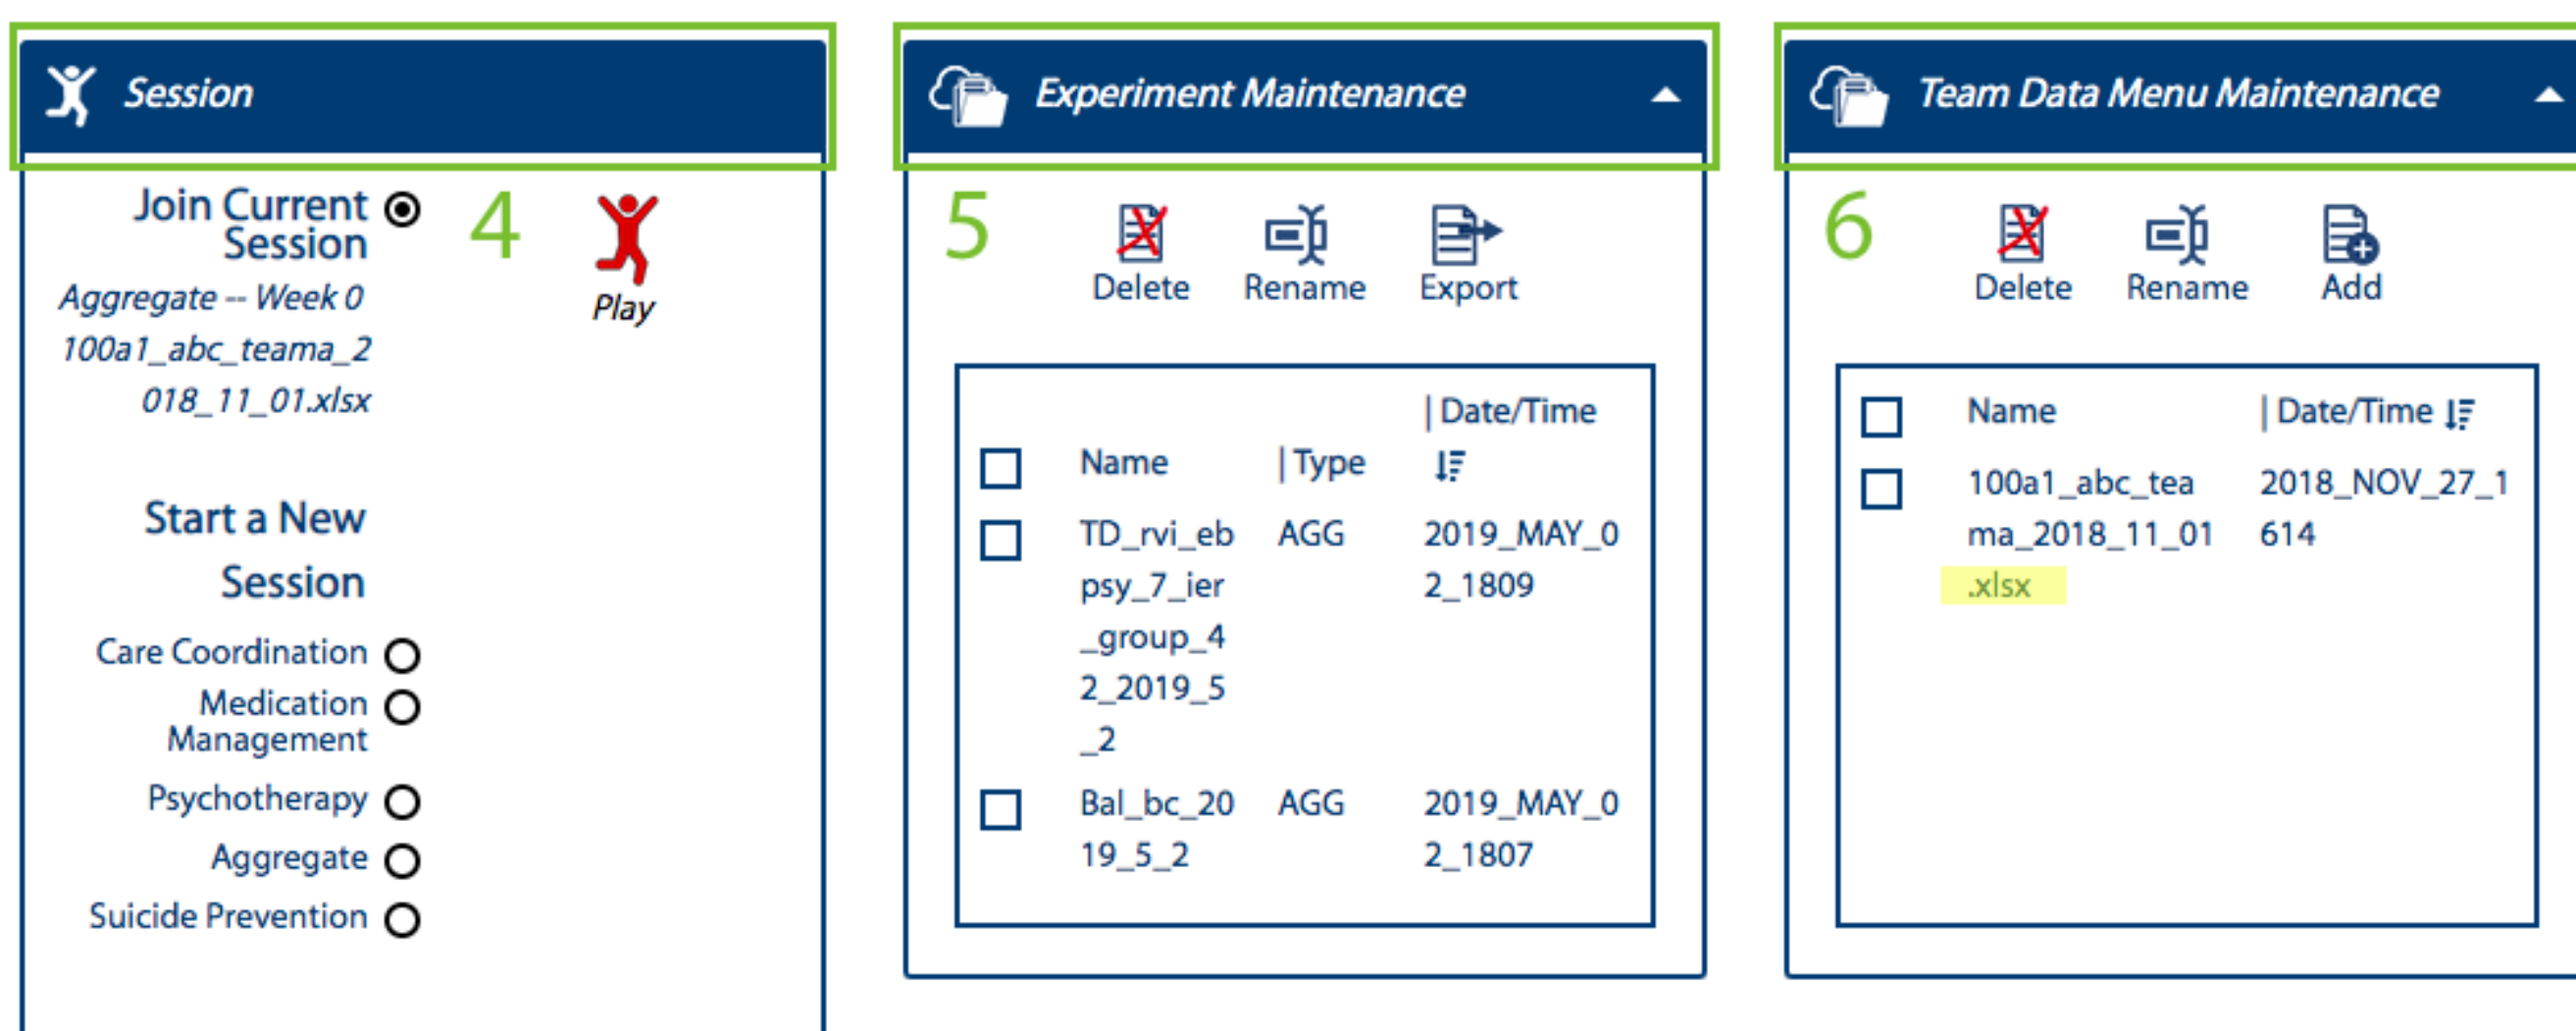 Session
Join Current
Session
Aggregate -- Week 0
100a1_abc_teama_2
018_11_01.xlsx
4
Play
Start a New
Session
Care Coordination
Medication
Management
Psychotherapy
Aggregate
Suicide Prevention
Experiment Maintenance
5
Delete Rename Export
| Date/Time
Name | Type
TD_rvi_eb AGG 2019_MAY_0
psy_7_ier 2_1809
_group_4
2_2019_5
_2
Bal_bc_20 AGG 2019_MAY_0
19_5_2 2_1807
Team Data Menu Maintenance
6
Delete Rename Add
Name | Date/Time
100a1_abc_tea 2018_NOV_27_1
ma_2018_11_01 614
.xlsx